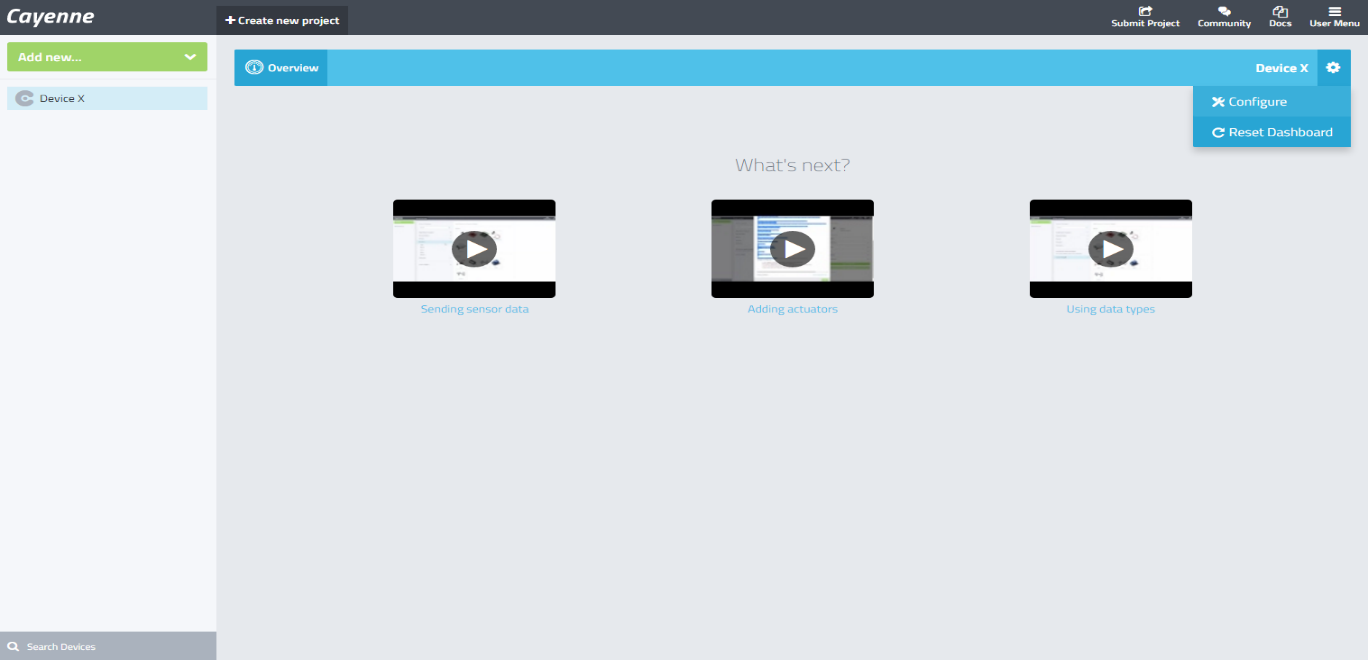 Cayenne
Create new project
Submit Project
Community
Docs
User Menu
Add new...
Device X
Overview
Device X
Configure
Reset Dashboard
What's next?
Sending sensor data
Adding actuators
Using data types
Search Devices